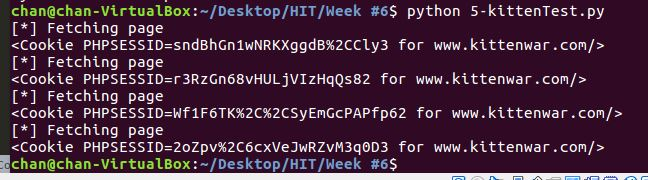 chan@chan-VirtualBox:~/Desktop/HIT/Week #6$ python 5-kittenTest.py
[*] Fetching page
<Cookie PHPSESSID=sndBhGn1wNRKXggdB%2CCly3 for www.kittenwar.com/>
[*] Fetching page
<Cookie PHPSESSID=r3RzGn68vHULjVIzHqQs82 for www.kittenwar.com/>
[*] Fetching page
<Cookie PHPSESSID=Wf1F6TK%2C%2CSyEmGcPAPfp62 for www.kittenwar.com/>
[*] Fetching page
<Cookie PHPSESSID=2oZpv%2C6cxVeJwRZvM3q0D3 for www.kittenwar.com/>
chan@chan-VirtualBox:~/Desktop/HIT/Week #6$